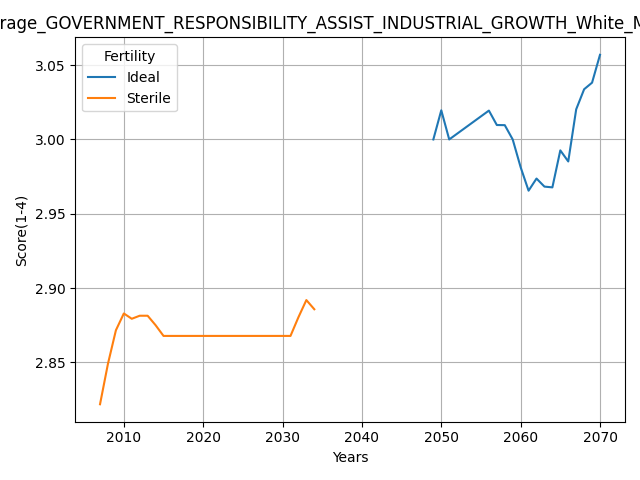 rage_GOVERNMENT_RESPONSIBILITY_ASSIST_INDUSTRIAL_GROWTH_White_M
Fertility
Ideal
Sterile
Score(1-4)
3.05
3.00
2.95
2.90
2.85
2010 2020 2030 2040 2050 2060 2070
Years